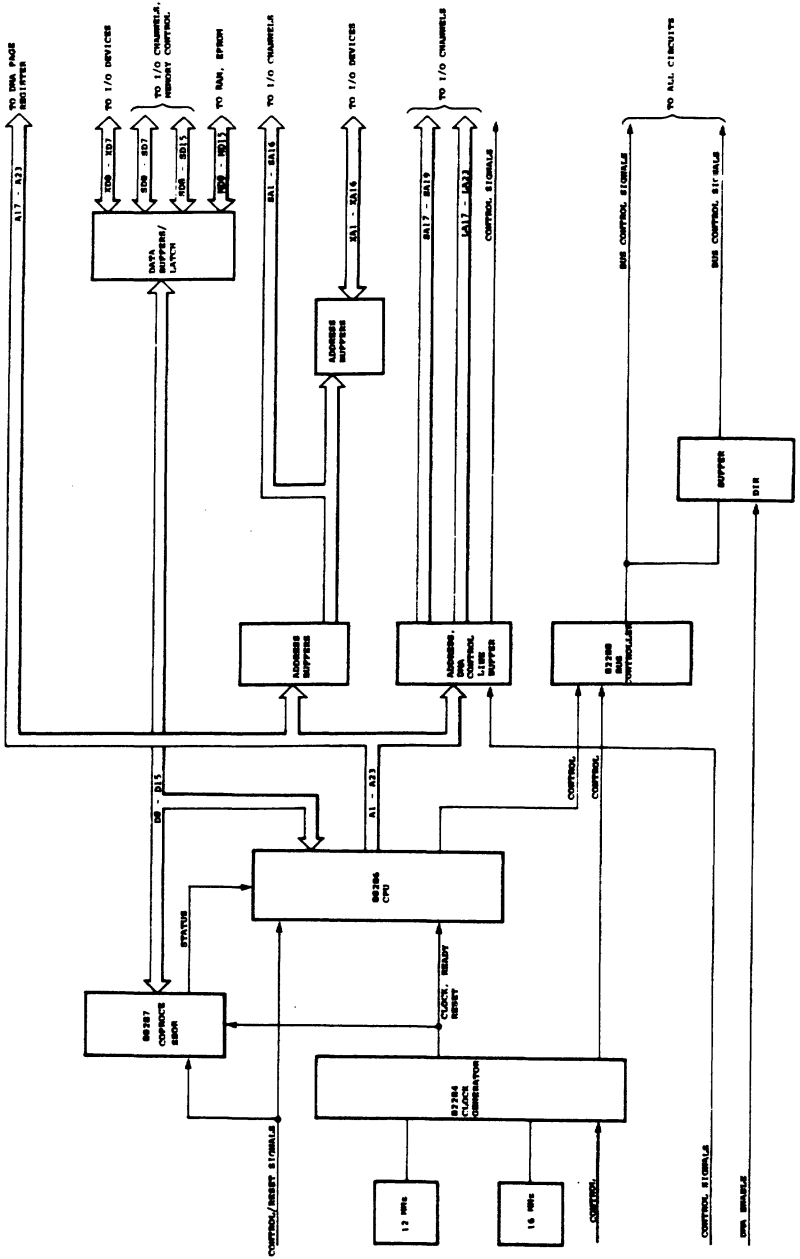 TO DMA PAGE
REGISTER
A17 - A23
TO I/O DEVICES
XD0 - XD7
TO I/O CHANNELS,
MEMORY CONTROL
SD0 - SD7
SD8 - SD15
TO RAM, EPROM
MD0 - MD15
DATA
BUFFERS/
LATCH
TO I/O CHANNELS
SA1 - SA16
TO I/O DEVICES
XA1 - XA16
ADDRESS
BUFFERS
TO I/O CHANNELS
SA17 - SA19
LA17 - LA23
CONTROL SIGNALS
TO ALL CIRCUITS
BUS CONTROL SIGNALS
BUS CONTROL SIGNALS
BUFFER
DIR
ADDRESS
BUFFERS
ADDRESS,
DMA
CONTROL
LINE
BUFFER
82288
BUS
CONTROLLER
D0 - D15
A1 - A23
CONTROL
CONTROL
80286
CPU
STATUS
80287
COPROCE
SSOR
CLOCK, READY
RESET
82284
CLOCK
GENERATOR
12 MHz
16 MHz
CONTROL/RESET SIGNALS
CONTROL
CONTROL SIGNALS
DMA ENABLE